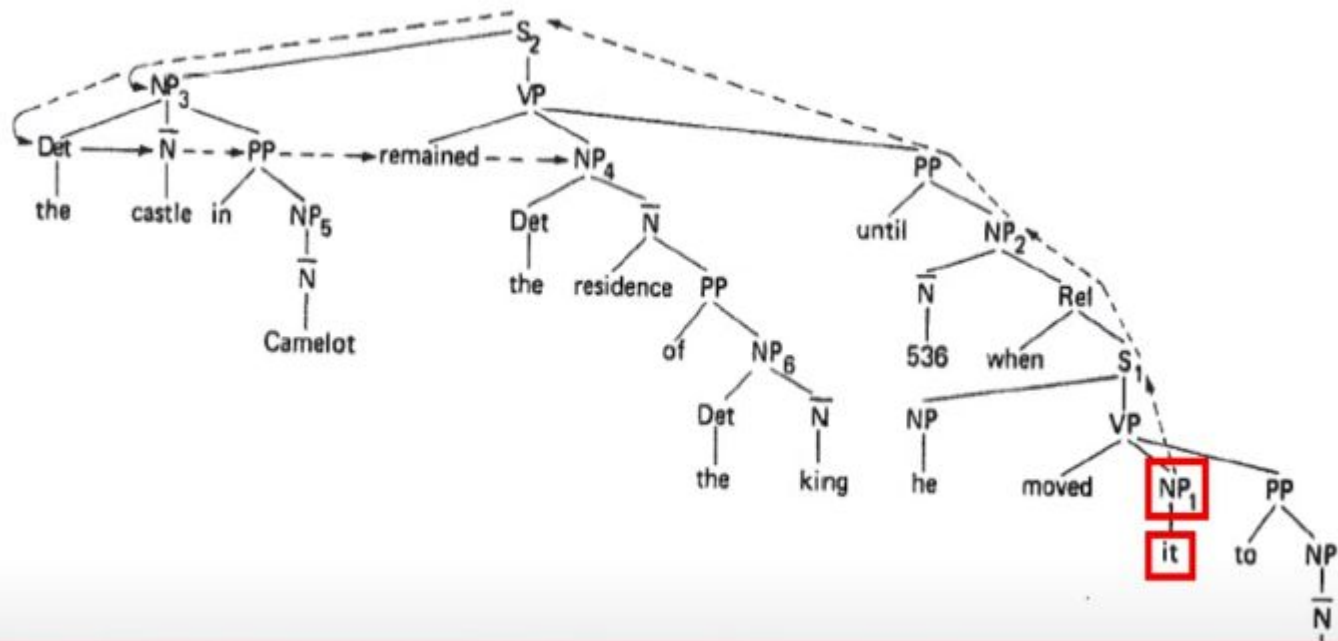 S2
NP3 VP
Det N̄ PP remained NP4 PP
the castle in NP5 Det N̄ until NP2
N̄ the residence PP N̄ Rel
Camelot of NP6 536 when S1
Det N̄ NP VP
the king he moved NP1 PP
it to NP
N̄